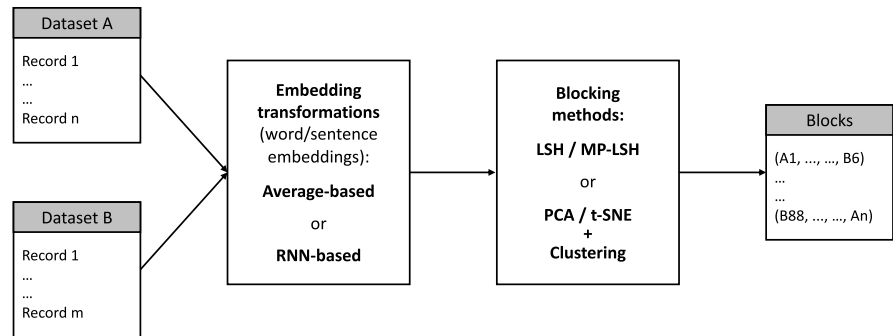 Dataset A
Record 1
...
...
Record n
Dataset B
Record 1
...
...
Record m
Embedding
transformations
(word/sentence
embeddings):
Average-based
or
RNN-based
Blocking
methods:
LSH / MP-LSH
or
PCA / t-SNE
+
Clustering
Blocks
(A1, ..., ..., B6)
...
...
(B88, ..., ..., An)